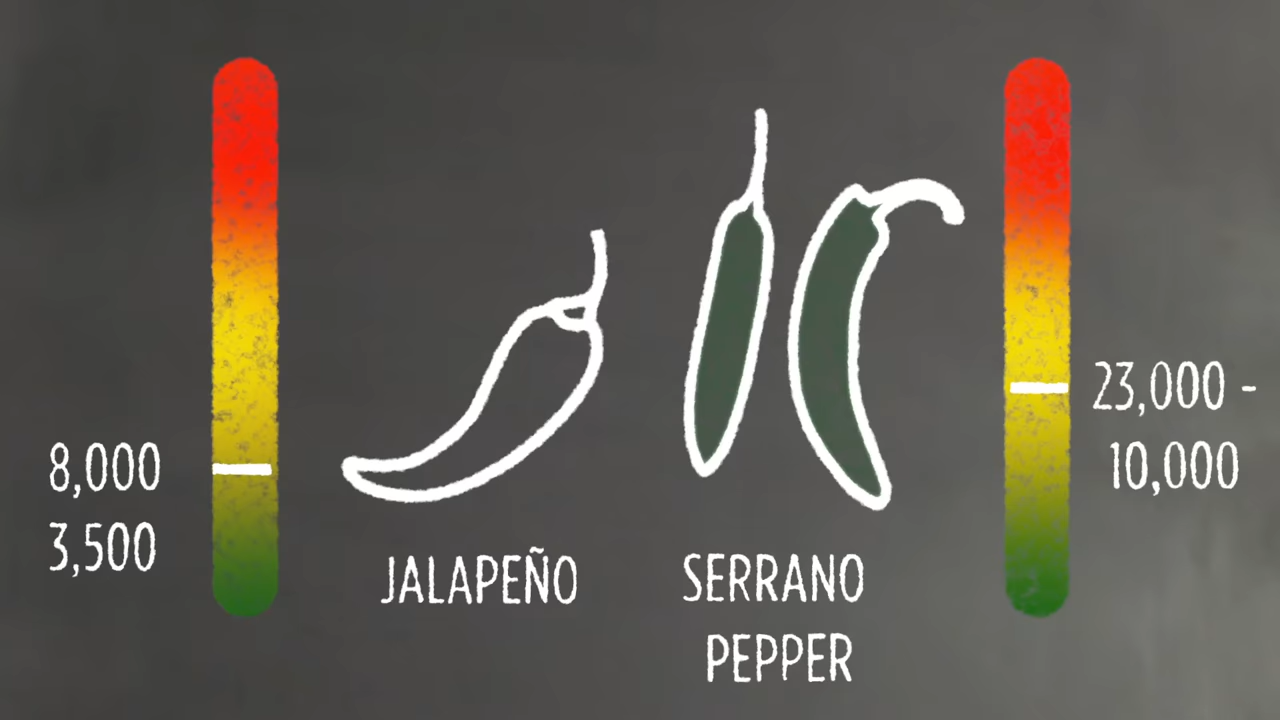 8,000
3,500
JALAPEÑO
SERRANO
PEPPER
23,000 -
10,000